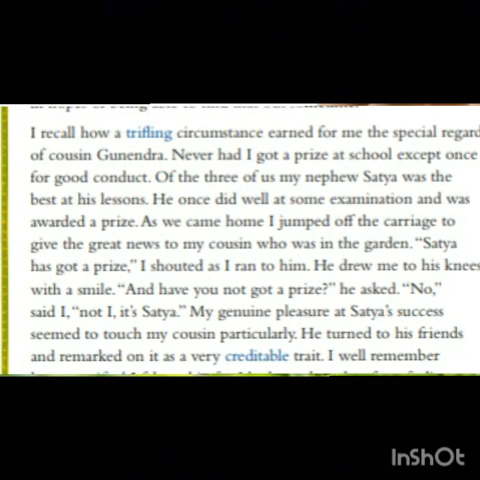 I recall how a trifling circumstance earned for me the special regard
of cousin Gunendra. Never had I got a prize at school except once
for good conduct. Of the three of us my nephew Satya was the
best at his lessons. He once did well at some examination and was
awarded a prize. As we came home I jumped off the carriage to
give the great news to my cousin who was in the garden. “Satya
has got a prize,” I shouted as I ran to him. He drew me to his knees
with a smile. “And have you not got a prize?” he asked. “No,”
said I, “not I, it’s Satya.” My genuine pleasure at Satya’s success
seemed to touch my cousin particularly. He turned to his friends
and remarked on it as a very creditable trait. I well remember
InShOt